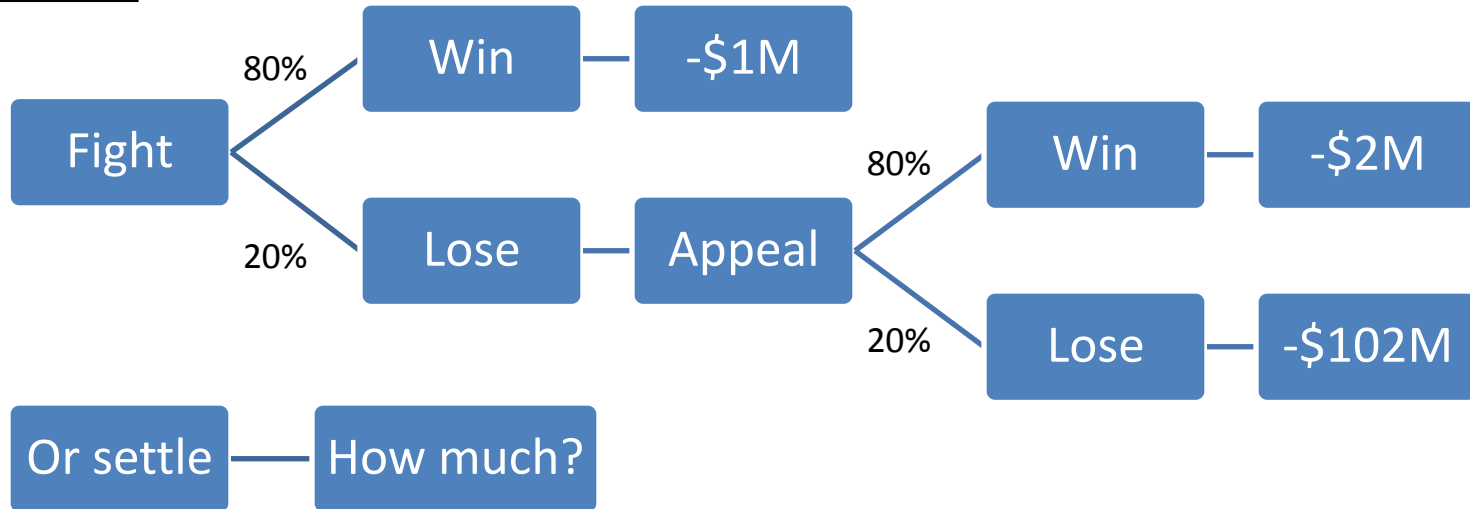 Win
-$1M
80%
Fight
Win
-$2M
80%
20%
Lose
Appeal
20%
Lose
-$102M
Or settle
How much?